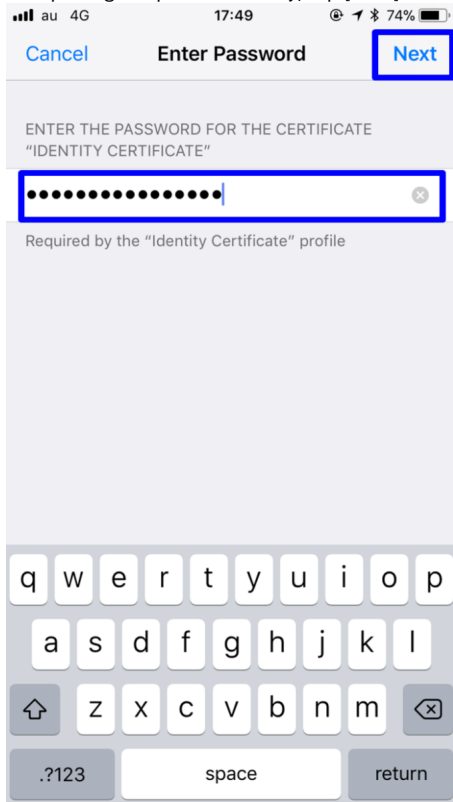 au 4G 17:49 74%
Cancel Enter Password Next
ENTER THE PASSWORD FOR THE CERTIFICATE
“IDENTITY CERTIFICATE”
••••••••••••••••
Required by the “Identity Certificate” profile
q w e r t y u i o p
a s d f g h j k l
z x c v b n m
.?123 space return